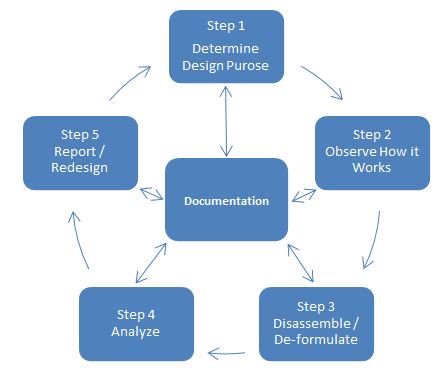 Step 1
Determine
Design Purose
Step 2
Observe How it
Works
Step 3
Disassemble /
De-formulate
Step 4
Analyze
Step 5
Report /
Redesign
Documentation